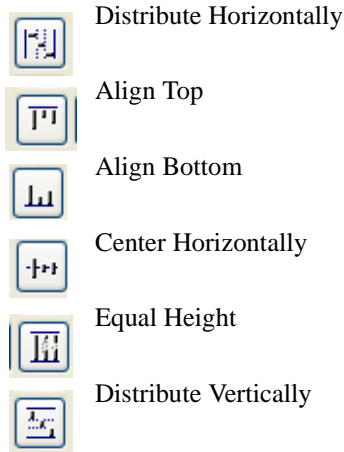 Distribute Horizontally
Align Top
Align Bottom
Center Horizontally
Equal Height
Distribute Vertically